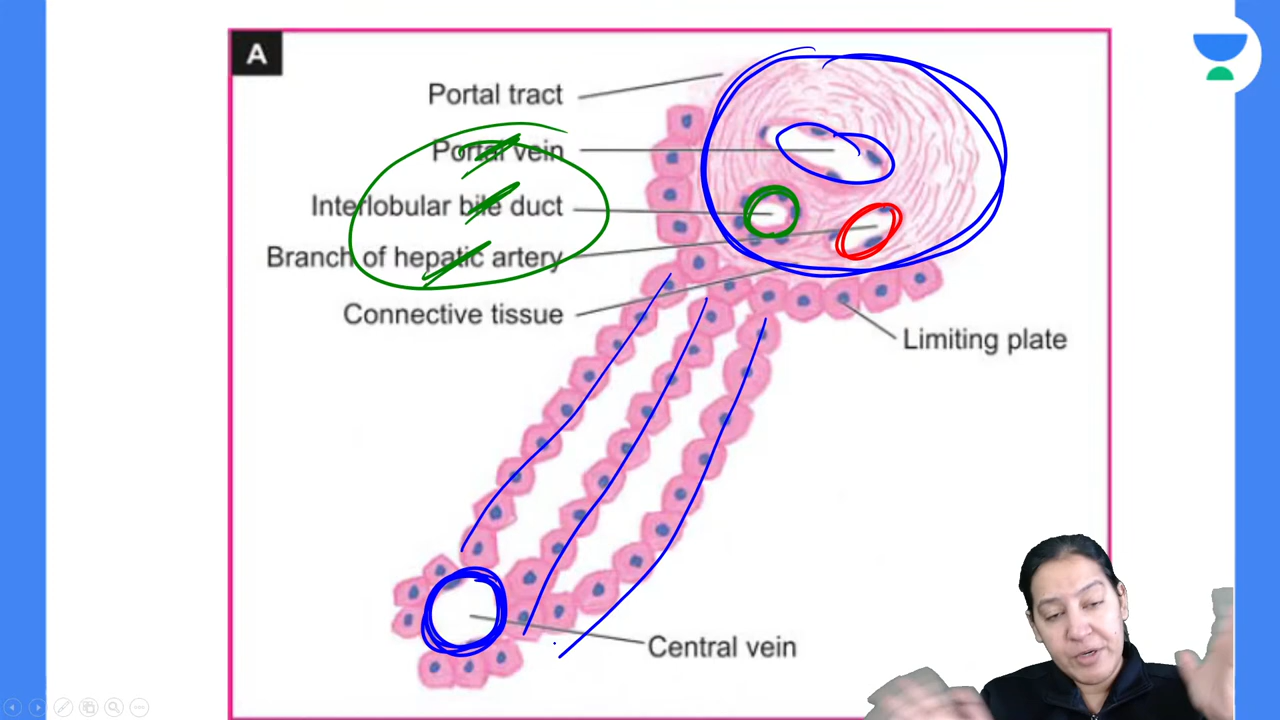 A
Portal tract
Portal vein
Interlobular bile duct
Branch of hepatic artery
Connective tissue
Limiting plate
Central vein